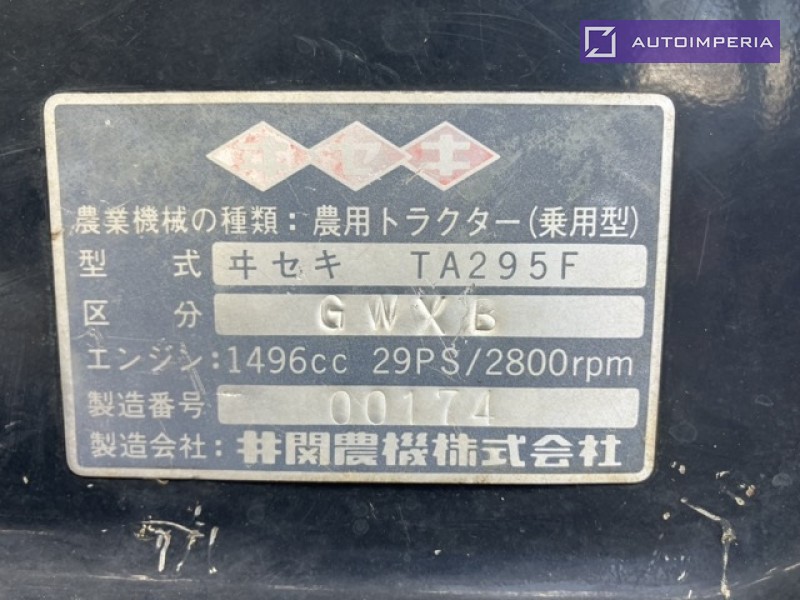 AUTOIMPERIA
ヰセキ
農業機械の種類：農用トラクター（乗用型）
型式 ヰセキ TA295F
区分 GWXB
エンジン：1496cc 29PS/2800rpm
製造番号 00174
製造会社：井関農機株式会社